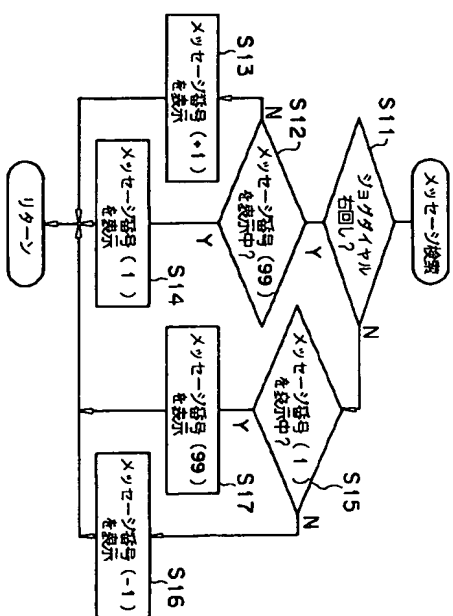 メッセージ検索
S11
ジョグダイヤル
右回し?
N
Y
S12
メッセージ番号(99)
を表示中?
N
Y
S13
メッセージ番号(+1)
を表示
S14
メッセージ番号(1)
を表示
S15
メッセージ番号(1)
を表示中?
N
Y
S17
メッセージ番号(99)
を表示
S16
メッセージ番号(-1)
を表示
リターン